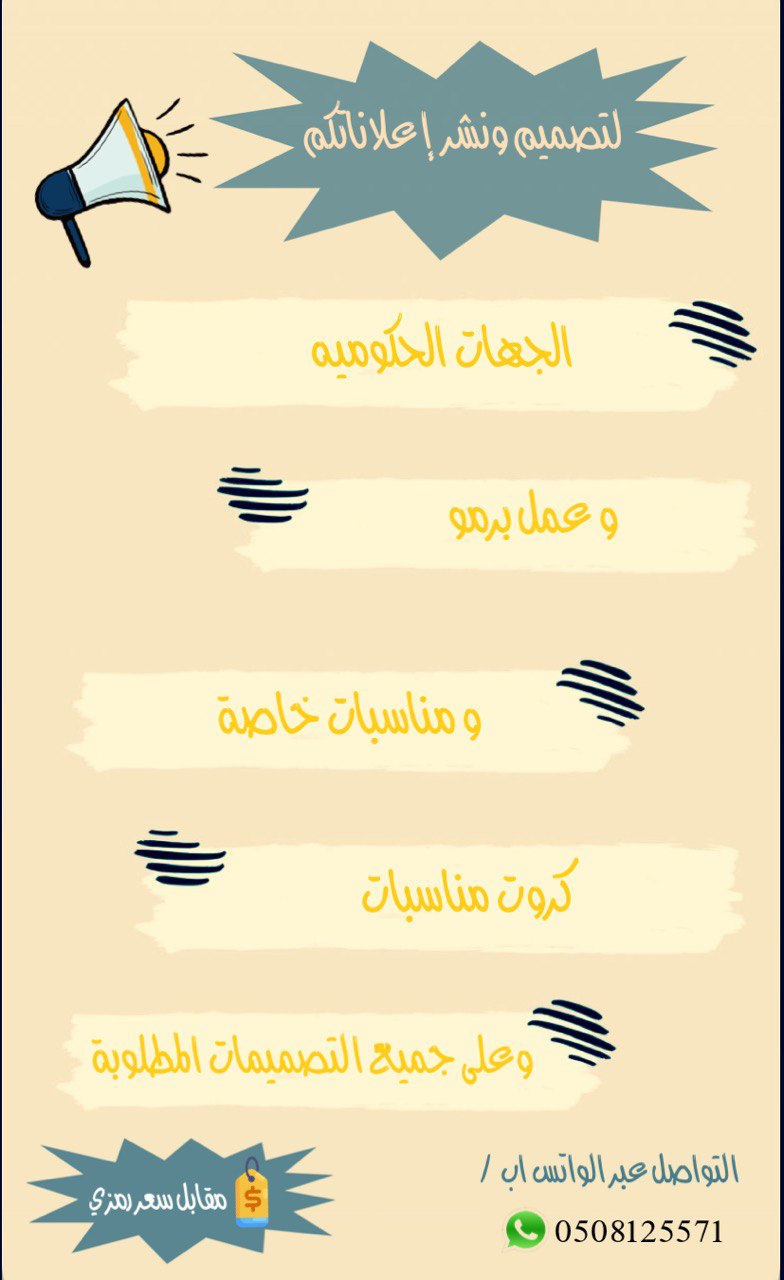 لتصميم ونشر إعلاناتكم
الجهات الحكوميه
و عمل برمو
و مناسبات خاصة
كروت مناسبات
وعلى جميع التصميمات المطلوبة
التواصل عبر الواتس اب /
0508125571
$ مقابل سعر رمزي